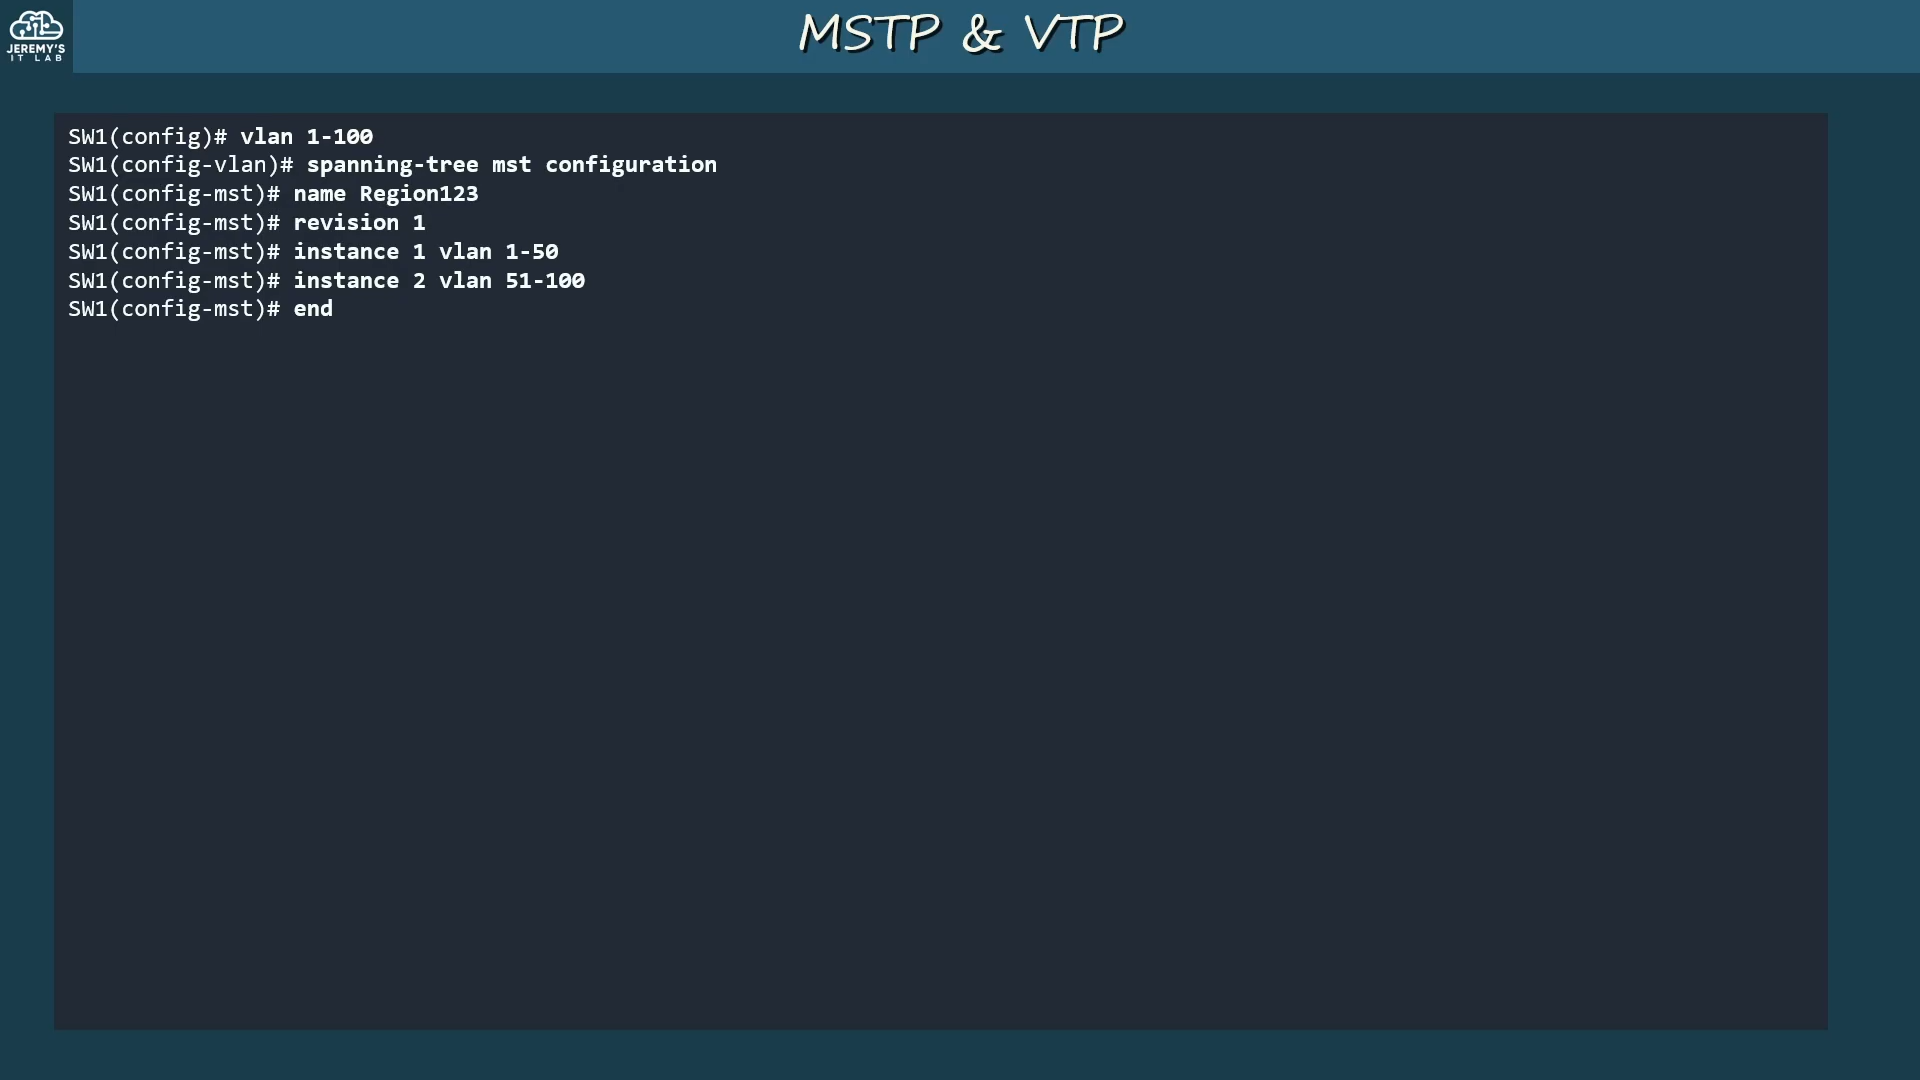 JEREMY'S
IT LAB
MSTP & VTP
SW1(config)# vlan 1-100
SW1(config-vlan)# spanning-tree mst configuration
SW1(config-mst)# name Region123
SW1(config-mst)# revision 1
SW1(config-mst)# instance 1 vlan 1-50
SW1(config-mst)# instance 2 vlan 51-100
SW1(config-mst)# end